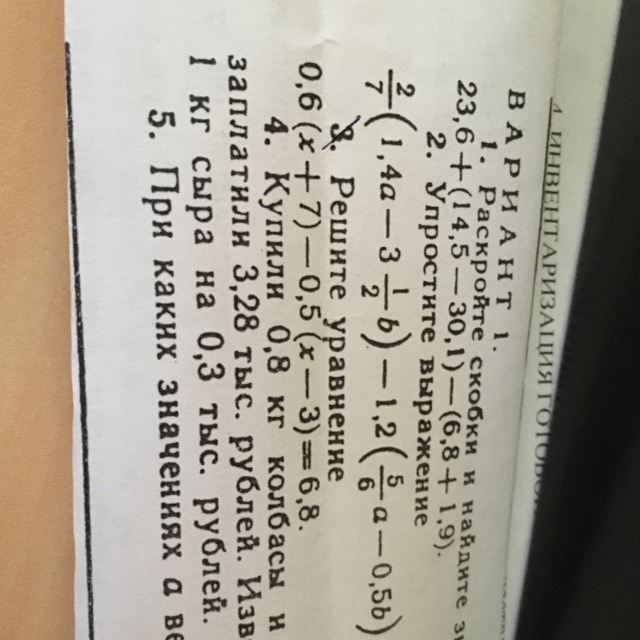 4. ИНВЕНТАРИЗАЦИЯ
ВАРИАНТ 1.
1. Раскройте скобки и найдите
23,6+(14,5—30,1)—(6,8+1,9).
2. Упростите выражение
2/7(1,4a—3 1/2 b)—1,2(5/6 a—0,5b)
3. Решите уравнение
0,6(x+7)—0,5(x—3)=6,8.
4. Купили 0,8 кг колбасы и
заплатили 3,28 тыс. рублей. Изв
1 кг сыра на 0,3 тыс. рублей.
5. При каких значениях а ве